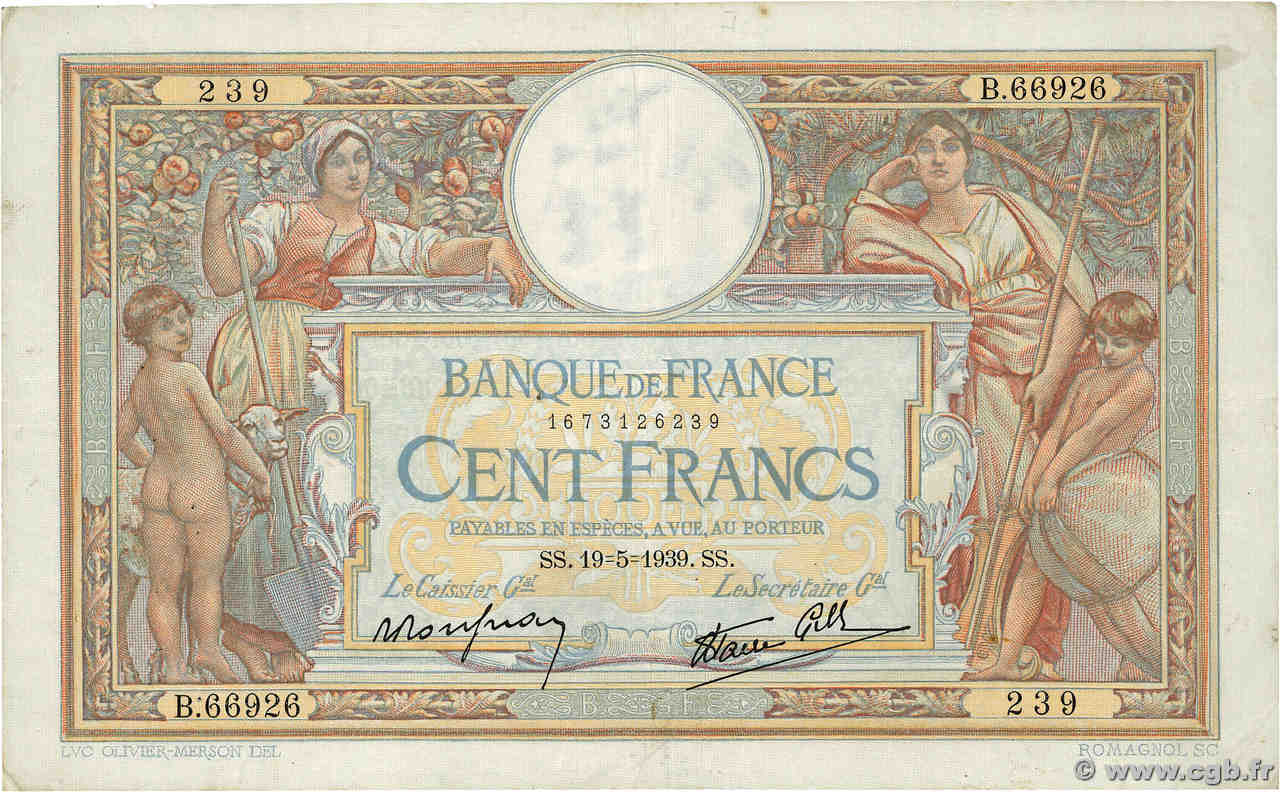 239
B.66926
BANQUE DE FRANCE
1673126239
CENT FRANCS
PAYABLES EN ESPÈCES, A VUE, AU PORTEUR
SS. 19=5=1939. SS.
Le Caissier Gal
Le Secrétaire Gal
B.66926
B F
239
B F
B F
LVC OLIVIER-MERSON DEL
ROMAGNOL SC
© www.cgb.fr